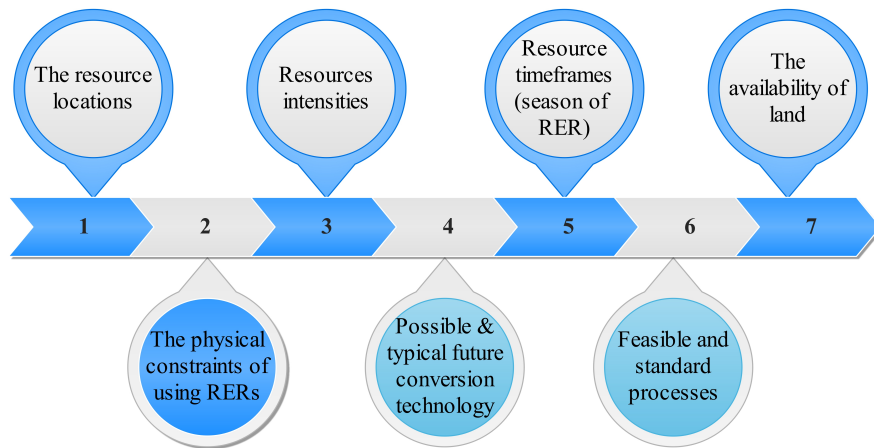 The resource
locations
Resources
intensities
Resource
timeframes
(season of
RER)
The
availability of
land
1
2
3
4
5
6
7
The physical
constraints of
using RERs
Possible &
typical future
conversion
technology
Feasible and
standard
processes